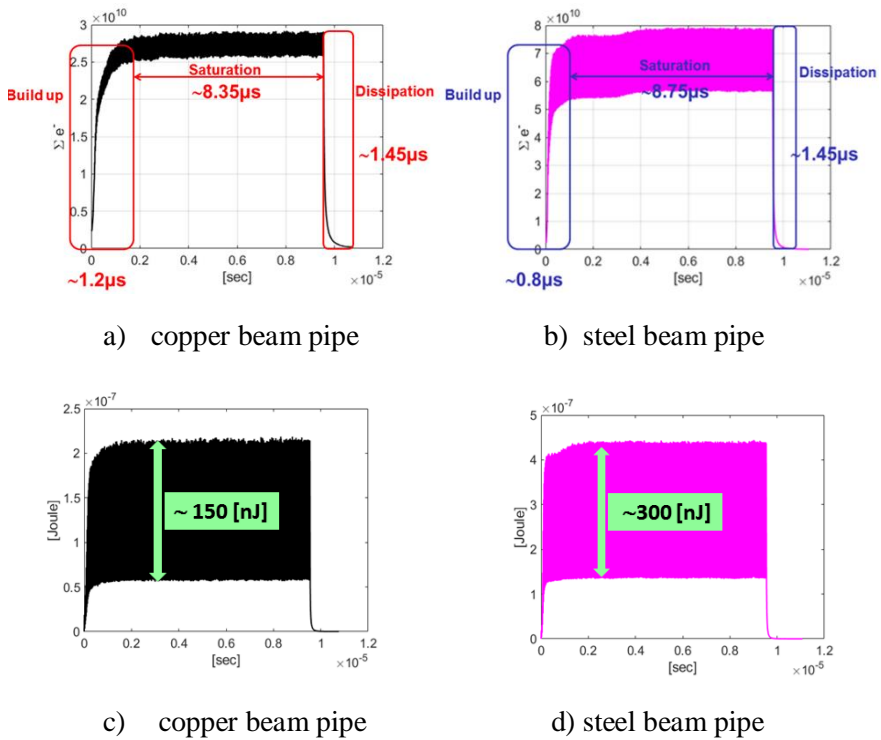 ×10¹⁰
3
2.5
2
1.5
1
0.5
0
Σ e⁻
Build up
Saturation
~8.35µs
Dissipation
~1.45µs
~1.2µs
0 0.2 0.4 0.6 0.8 1 1.2
[sec]
×10⁻⁵
a) copper beam pipe
×10¹⁰
8
7
6
5
4
3
2
1
0
Σ e⁻
Build up
Saturation
~8.75µs
Dissipation
~1.45µs
~0.8µs
0 0.2 0.4 0.6 0.8 1 1.2
[sec]
×10⁻⁵
b) steel beam pipe
×10⁻⁷
2.5
2
1.5
1
0.5
0
[Joule]
~ 150 [nJ]
0 0.2 0.4 0.6 0.8 1 1.2
[sec]
×10⁻⁵
c) copper beam pipe
×10⁻⁷
5
4
3
2
1
0
[Joule]
~300 [nJ]
0 0.2 0.4 0.6 0.8 1 1.2
[sec]
×10⁻⁵
d) steel beam pipe